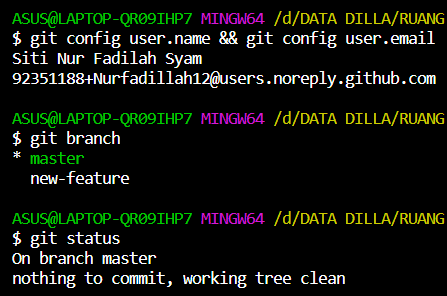 ASUS@LAPTOP-QR09IHP7 MINGW64 /d/DATA DILLA/RUANG
$ git config user.name && git config user.email
Siti Nur Fadilah Syam
92351188+Nurfadillah12@users.noreply.github.com
ASUS@LAPTOP-QR09IHP7 MINGW64 /d/DATA DILLA/RUANG
$ git branch
* master
  new-feature
ASUS@LAPTOP-QR09IHP7 MINGW64 /d/DATA DILLA/RUANG
$ git status
On branch master
nothing to commit, working tree clean